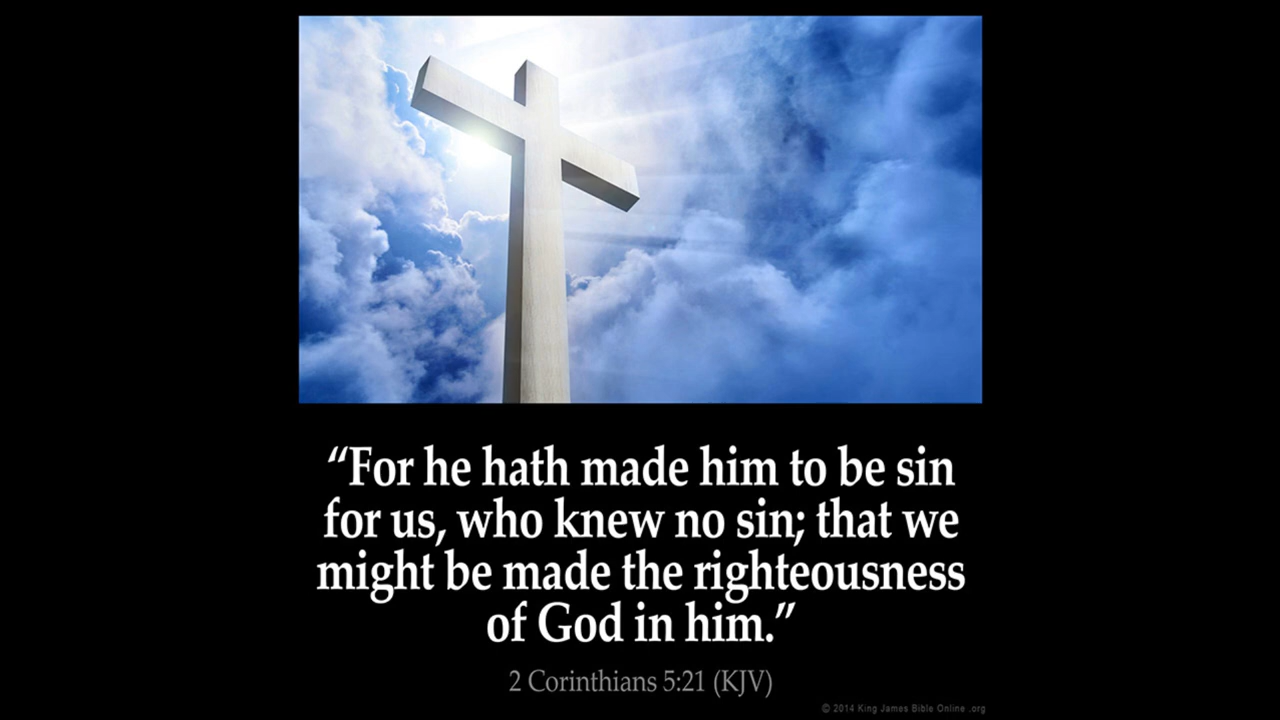 “For he hath made him to be sin
for us, who knew no sin; that we
might be made the righteousness
of God in him.”
2 Corinthians 5:21 (KJV)
© 2014 King James Bible Online .org